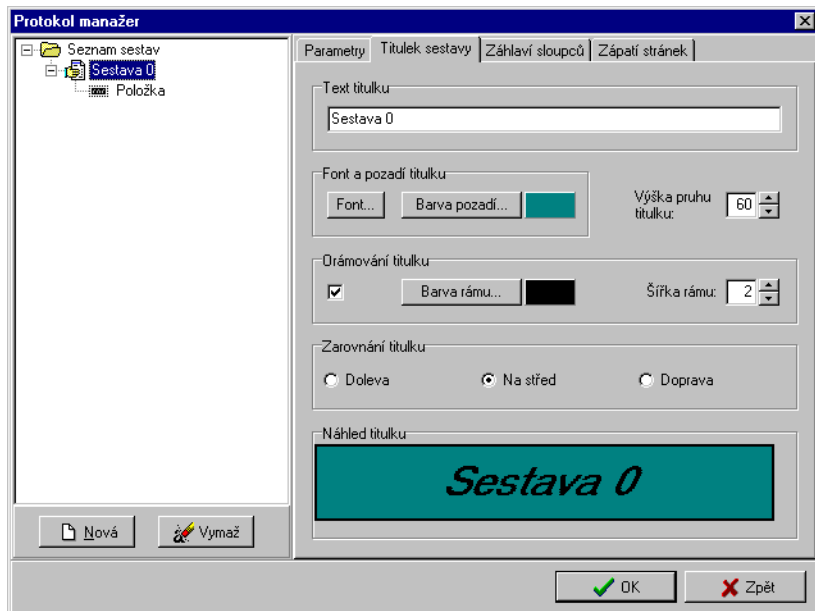 Protokol manažer
Seznam sestav
Sestava 0
Položka
Nová
Vymaž
Parametry
Titulek sestavy
Záhlaví sloupců
Zápatí stránek
Text titulku
Sestava 0
Font a pozadí titulku
Font...
Barva pozadí...
Výška pruhu
titulku:
60
Orámování titulku
Barva rámu...
Šířka rámu:
2
Zarovnání titulku
Doleva
Na střed
Doprava
Náhled titulku
Sestava 0
OK
Zpět